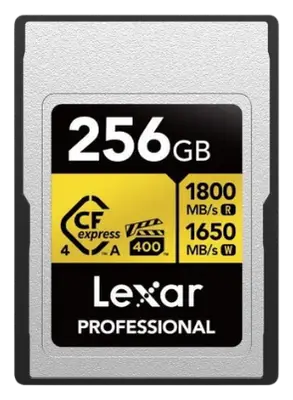 256GB
1800
MB/s R
CF
express
4 A
400
1650
MB/s W
Lexar
PROFESSIONAL